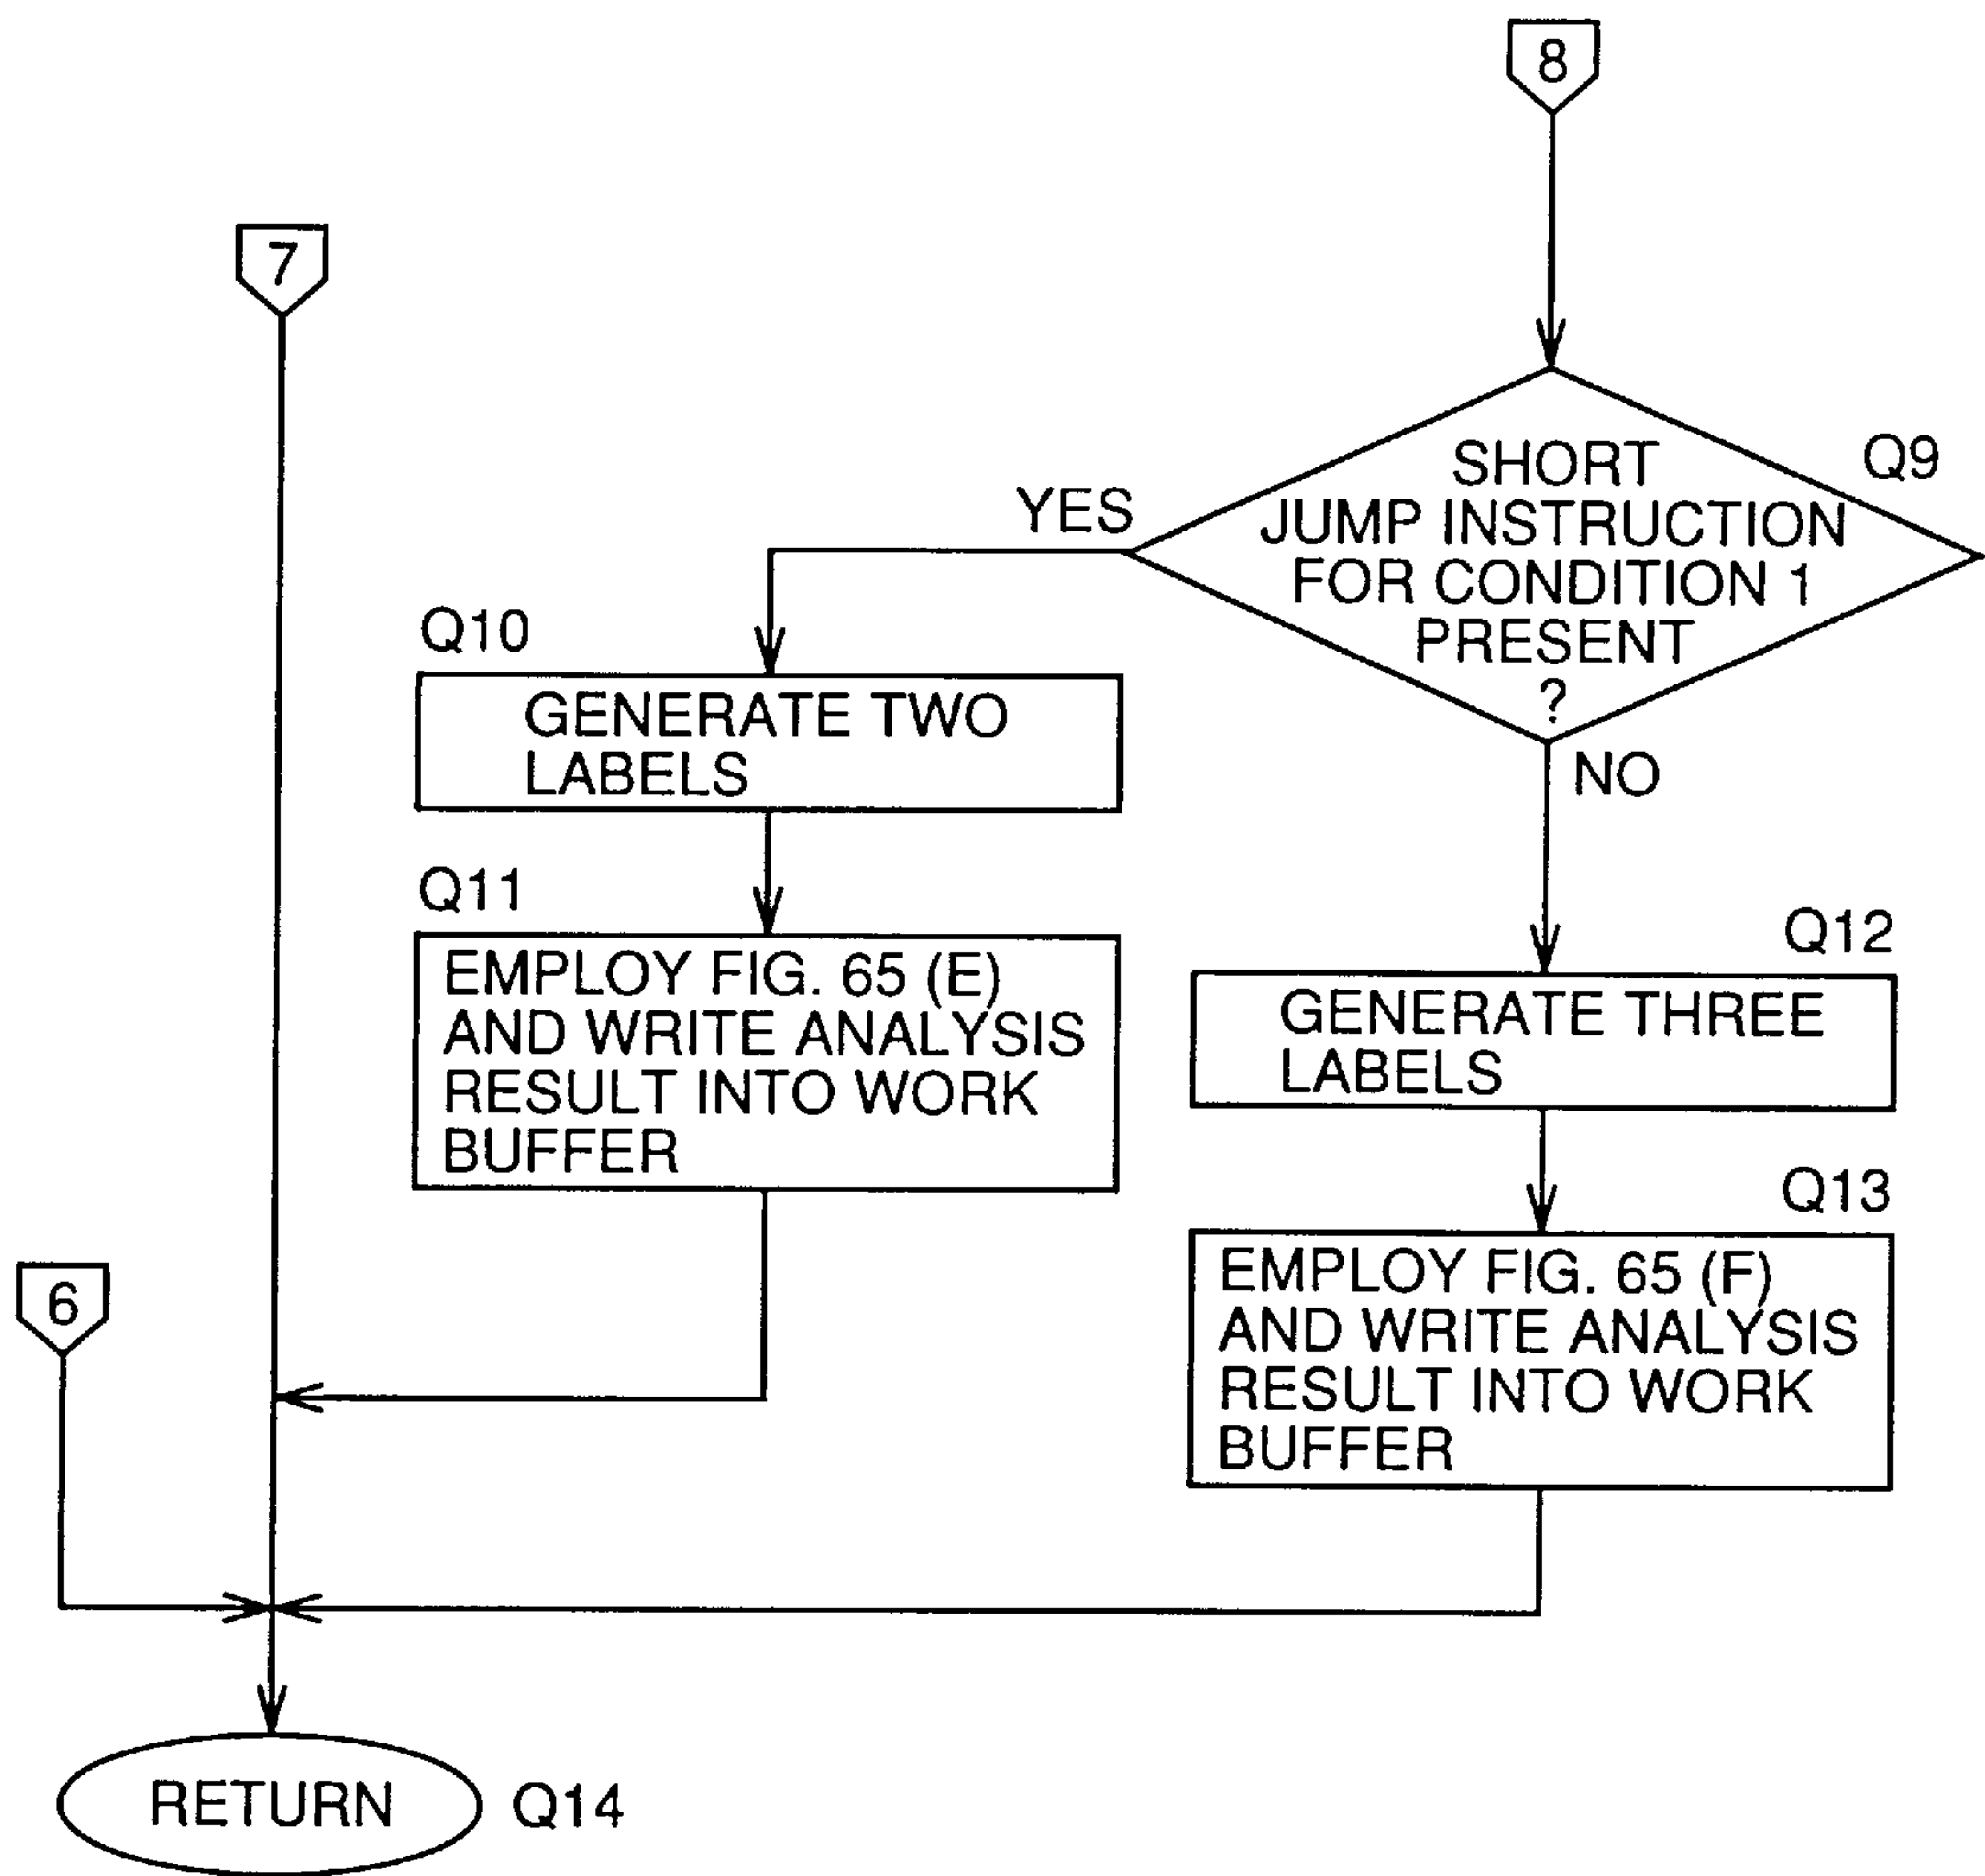 8
7
SHORT
JUMP INSTRUCTION
FOR CONDITION 1
PRESENT
?
Q9
YES
NO
Q10
GENERATE TWO
LABELS
Q11
EMPLOY FIG. 65 (E)
AND WRITE ANALYSIS
RESULT INTO WORK
BUFFER
Q12
GENERATE THREE
LABELS
Q13
EMPLOY FIG. 65 (F)
AND WRITE ANALYSIS
RESULT INTO WORK
BUFFER
6
RETURN
Q14